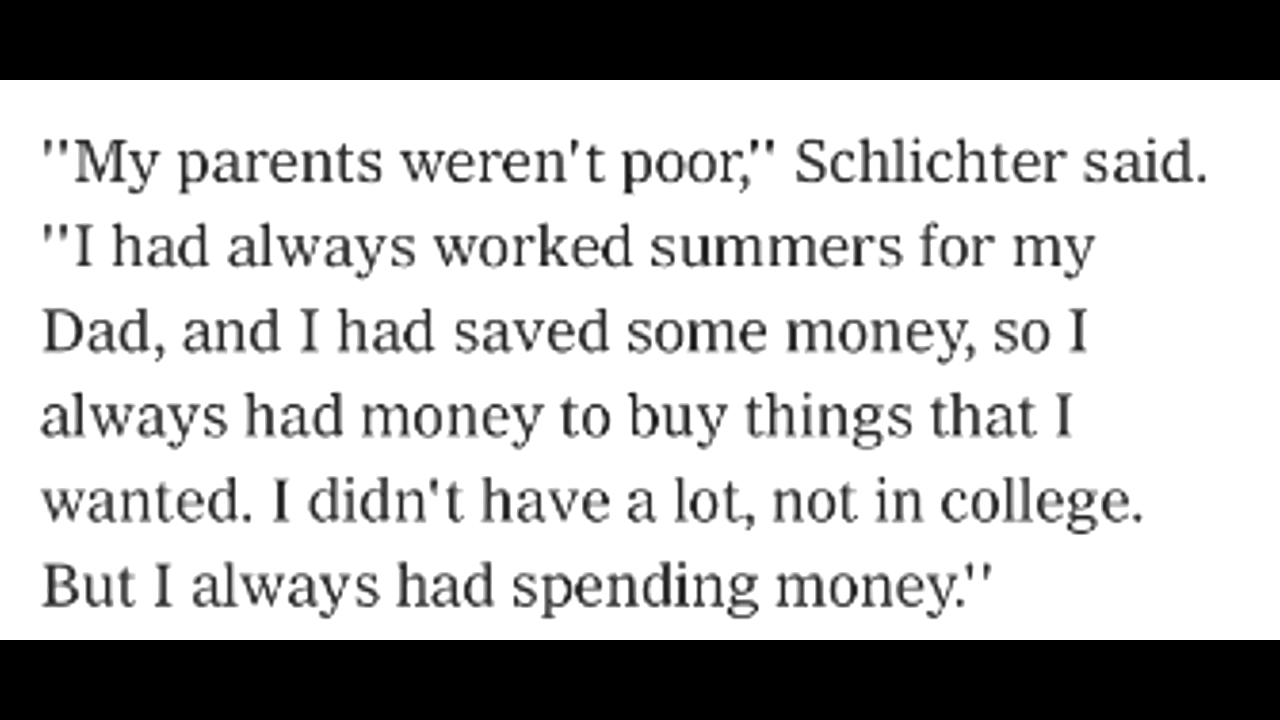 "My parents weren't poor," Schlichter said.
"I had always worked summers for my
Dad, and I had saved some money, so I
always had money to buy things that I
wanted. I didn't have a lot, not in college.
But I always had spending money."